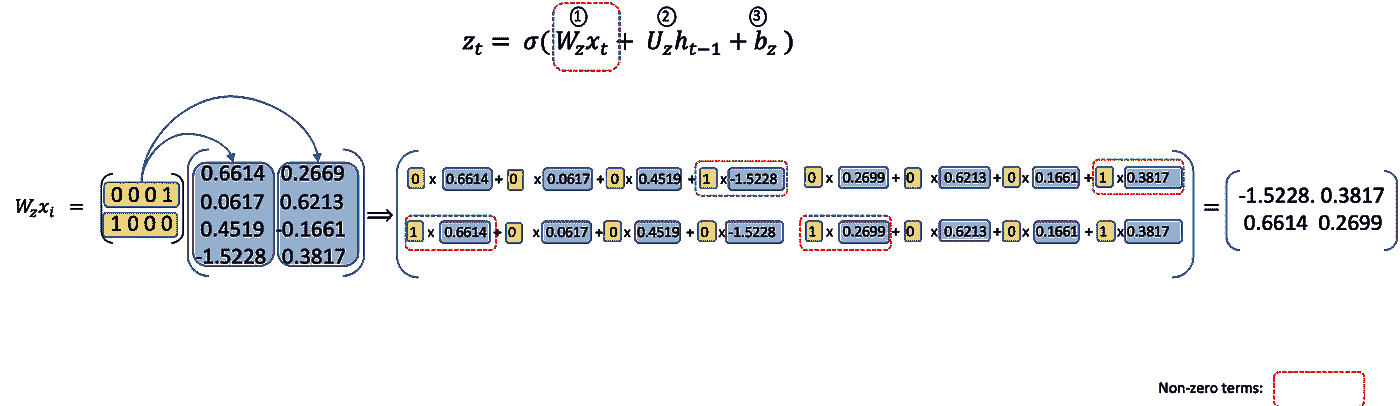 ① ② ③
z_t = σ( W_z x_t + U_z h_{t−1} + b_z )
W_z x_i =
0 0 0 1
1 0 0 0
0.6614 0.2669
0.0617 0.6213
0.4519 -0.1661
-1.5228 0.3817
⇒
0 x 0.6614 + 0 x 0.0617 + 0 x 0.4519 + 1 x -1.5228 0 x 0.2699 + 0 x 0.6213 + 0 x 0.1661 + 1 x 0.3817
1 x 0.6614 + 0 x 0.0617 + 0 x 0.4519 + 0 x -1.5228 1 x 0.2699 + 0 x 0.6213 + 0 x 0.1661 + 1 x 0.3817
=
-1.5228. 0.3817
0.6614 0.2699
Non-zero terms: